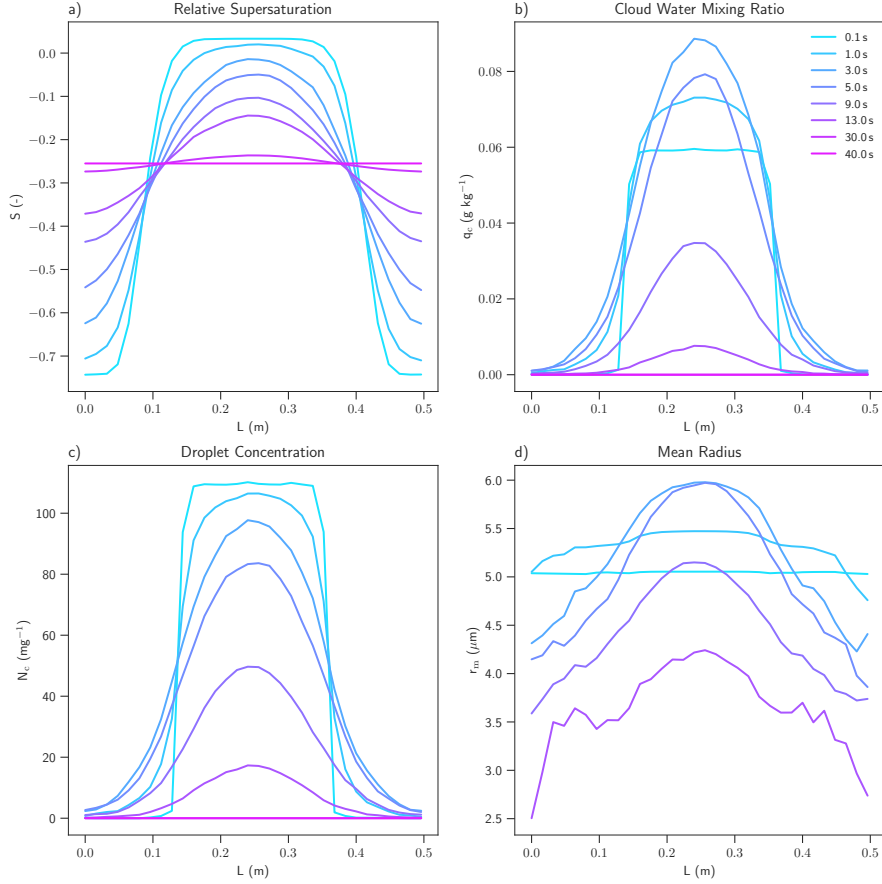 a) Relative Supersaturation
0.0
−0.1
−0.2
−0.3
−0.4
−0.5
−0.6
−0.7
S (-)
0.0 0.1 0.2 0.3 0.4 0.5
L (m)
b) Cloud Water Mixing Ratio
0.08
0.06
0.04
0.02
0.00
q_c (g kg⁻¹)
0.0 0.1 0.2 0.3 0.4 0.5
L (m)
0.1 s
1.0 s
3.0 s
5.0 s
9.0 s
13.0 s
30.0 s
40.0 s
c) Droplet Concentration
100
80
60
40
20
0
N_c (mg⁻¹)
0.0 0.1 0.2 0.3 0.4 0.5
L (m)
d) Mean Radius
6.0
5.5
5.0
4.5
4.0
3.5
3.0
2.5
r_m (μm)
0.0 0.1 0.2 0.3 0.4 0.5
L (m)